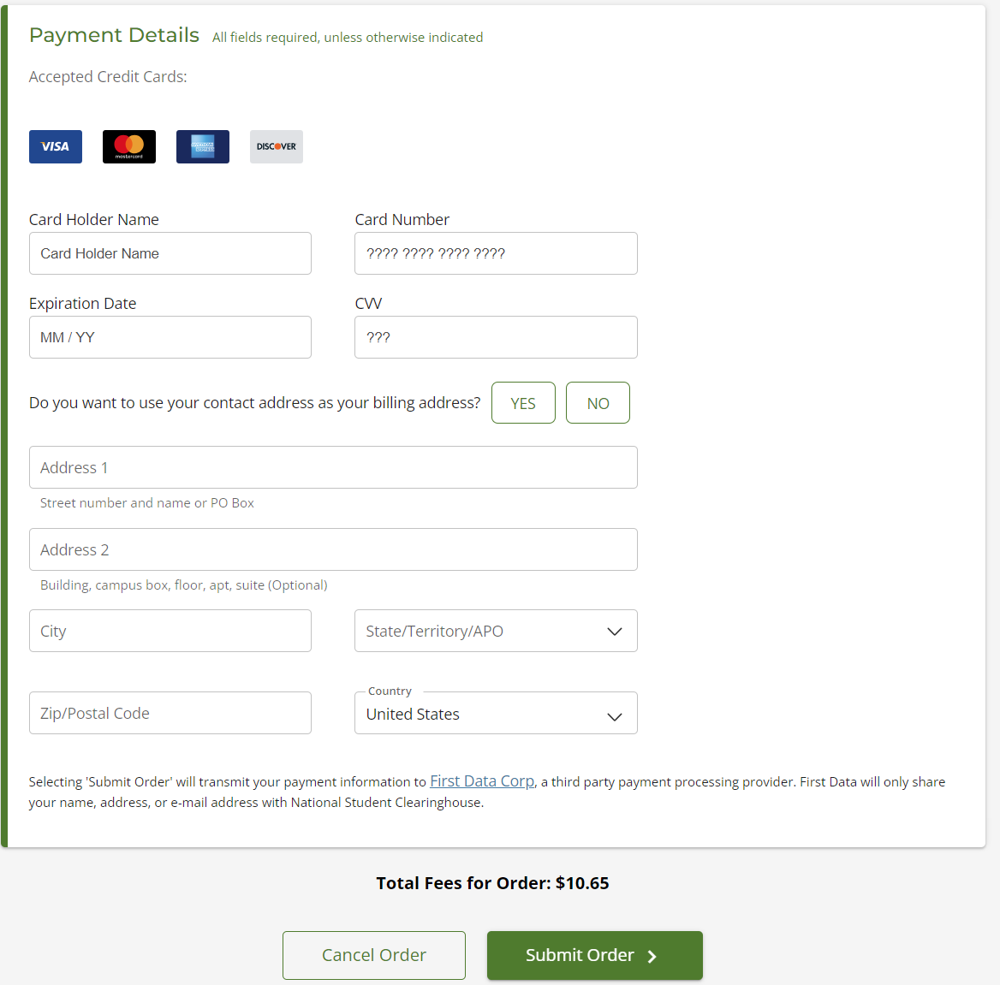 Payment Details All fields required, unless otherwise indicated
Accepted Credit Cards:
VISA mastercard AMERICAN EXPRESS DISCOVER
Card Holder Name Card Number
Card Holder Name ???? ???? ???? ????
Expiration Date CVV
MM / YY ???
Do you want to use your contact address as your billing address? YES NO
Address 1
Street number and name or PO Box
Address 2
Building, campus box, floor, apt, suite (Optional)
City State/Territory/APO
Country
Zip/Postal Code United States
Selecting 'Submit Order' will transmit your payment information to First Data Corp, a third party payment processing provider. First Data will only share
your name, address, or e-mail address with National Student Clearinghouse.
Total Fees for Order: $10.65
Cancel Order Submit Order